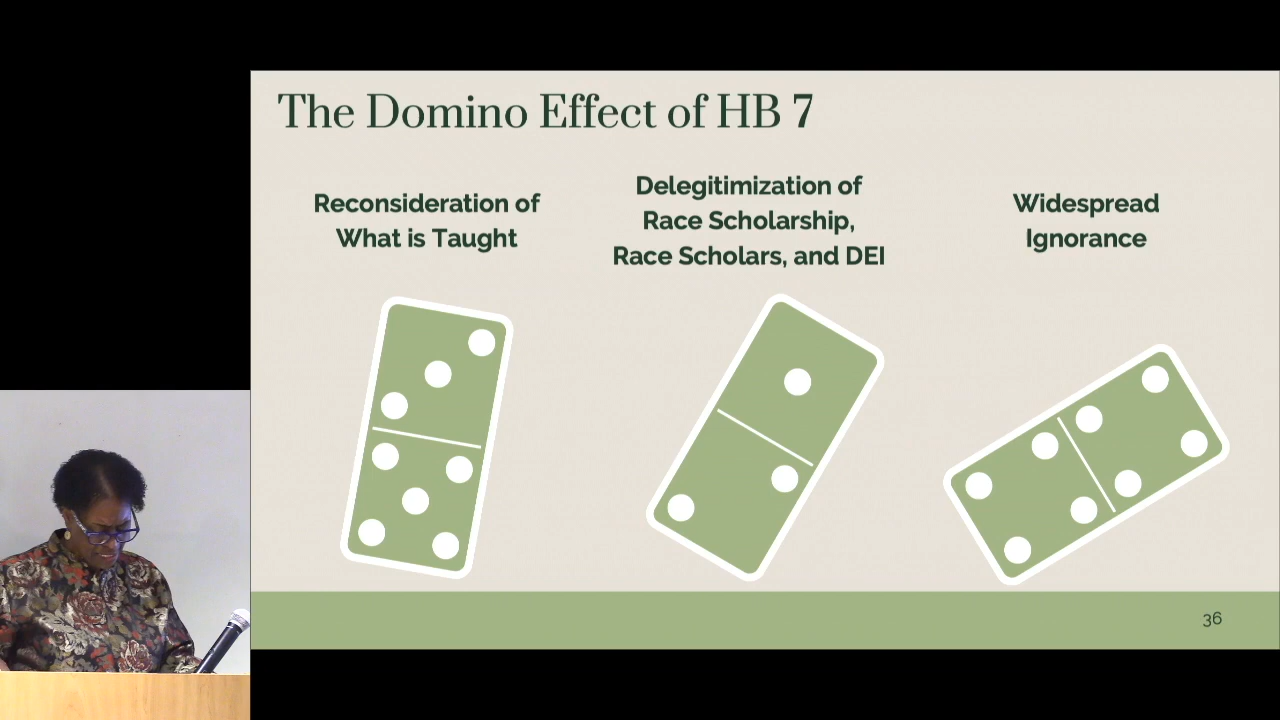 The Domino Effect of HB 7
Reconsideration of
What is Taught
Delegitimization of
Race Scholarship,
Race Scholars, and DEI
Widespread
Ignorance
36